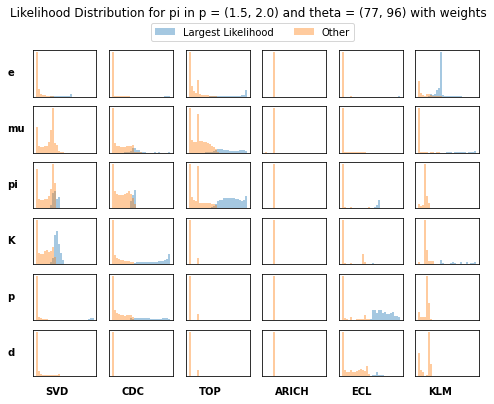 Likelihood Distribution for pi in p = (1.5, 2.0) and theta = (77, 96) with weights
Largest Likelihood Other
e
mu
pi
K
p
d
SVD CDC TOP ARICH ECL KLM